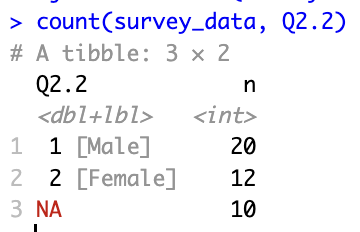 > count(survey_data, Q2.2)
# A tibble: 3 × 2
Q2.2 n
<dbl+lbl> <int>
1 1 [Male] 20
2 2 [Female] 12
3 NA 10